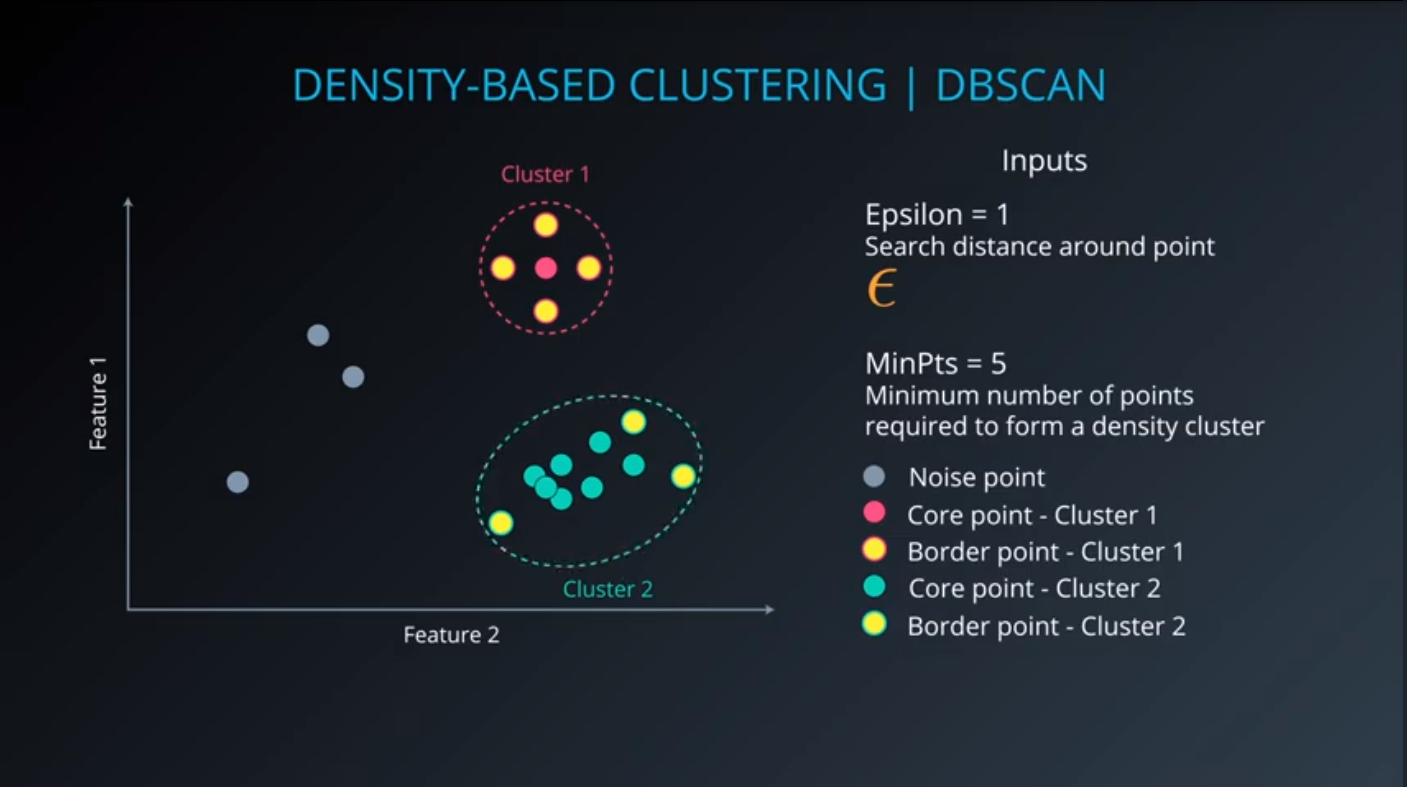 DENSITY-BASED CLUSTERING | DBSCAN
Cluster 1
Feature 1
Cluster 2
Feature 2
Inputs
Epsilon = 1
Search distance around point
ϵ
MinPts = 5
Minimum number of points
required to form a density cluster
Noise point
Core point - Cluster 1
Border point - Cluster 1
Core point - Cluster 2
Border point - Cluster 2